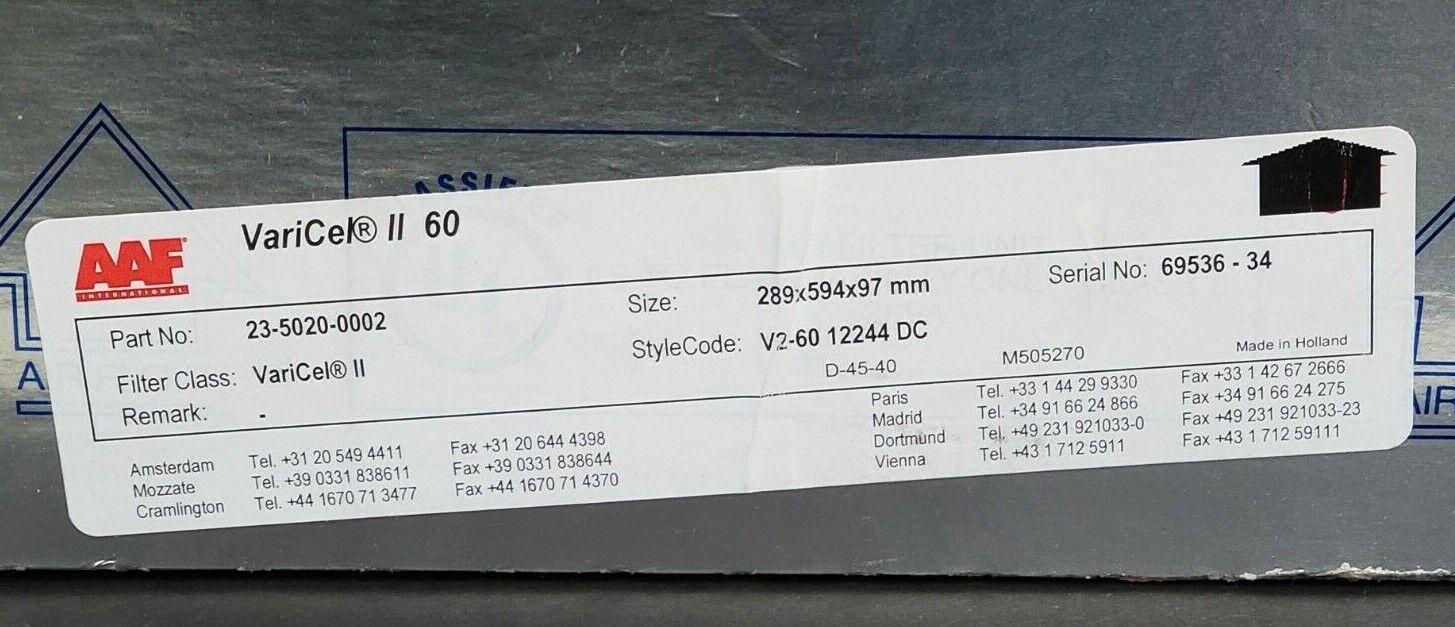 ASSIFIED
AAF
INTERNATIONAL
VariCel® II 60
Part No: 23-5020-0002
Size: 289x594x97 mm
Serial No: 69536 - 34
Filter Class: VariCel® II
StyleCode: V2-60 12244 DC
Remark: -
D-45-40 M505270 Made in Holland
Amsterdam Tel. +31 20 549 4411 Fax +31 20 644 4398
Mozzate Tel. +39 0331 838611 Fax +39 0331 838644
Cramlington Tel. +44 1670 71 3477 Fax +44 1670 71 4370
Paris Tel. +33 1 44 29 9330 Fax +33 1 42 67 2666
Madrid Tel. +34 91 66 24 866 Fax +34 91 66 24 275
Dortmund Tel. +49 231 921033-0 Fax +49 231 921033-23
Vienna Tel. +43 1 712 5911 Fax +43 1 712 59111
AIR